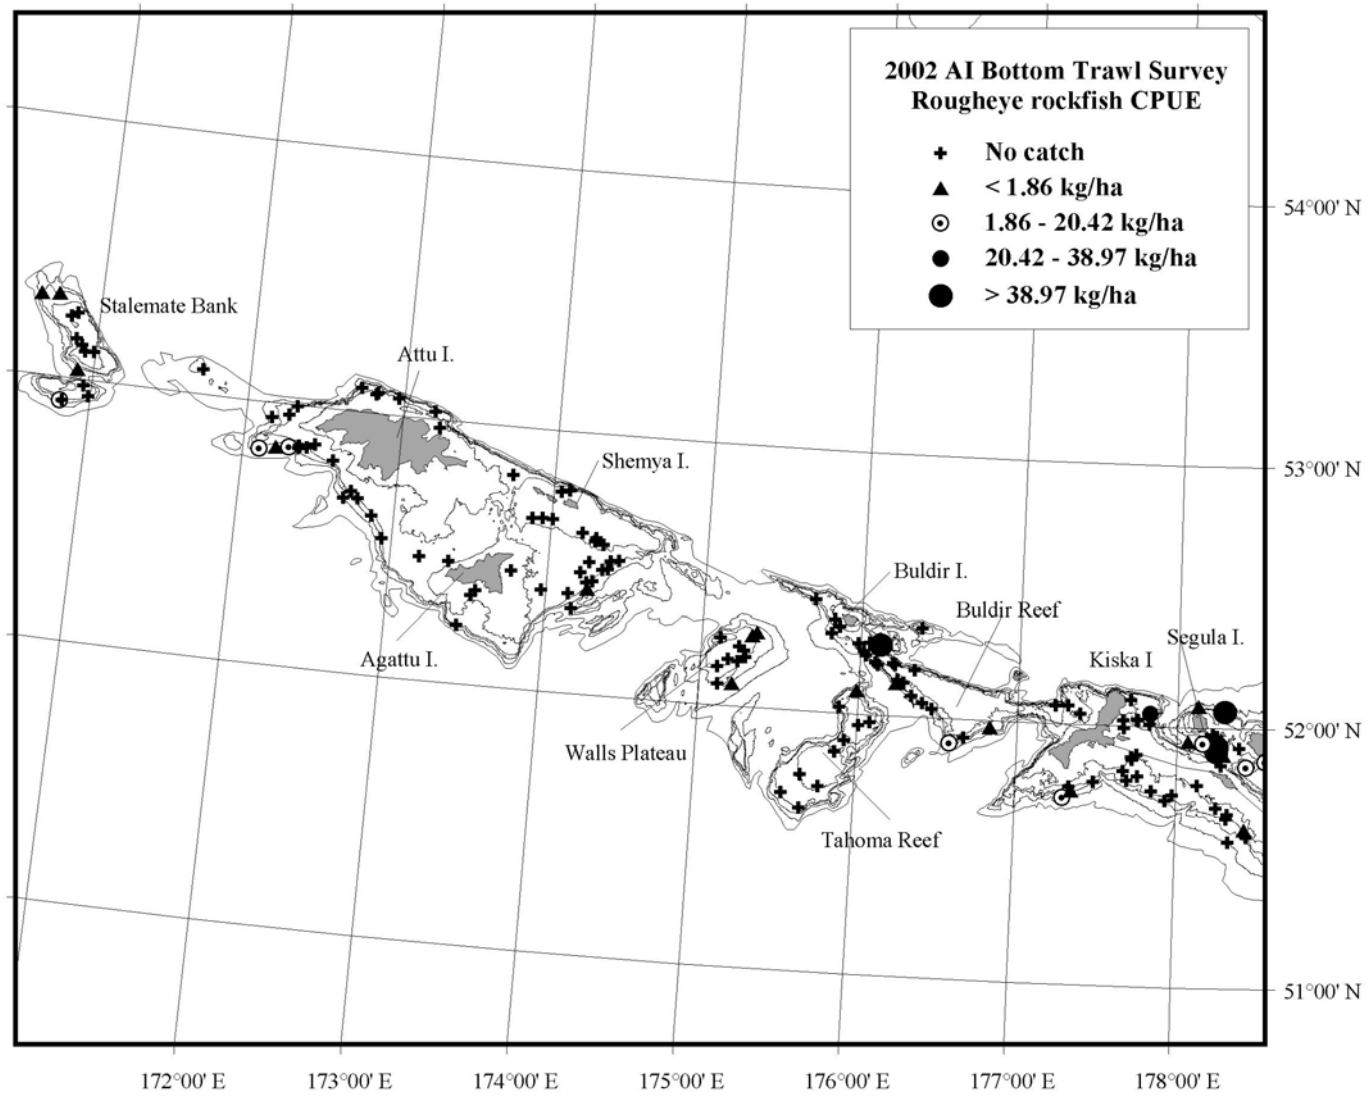 2002 AI Bottom Trawl Survey
Rougheye rockfish CPUE
No catch
< 1.86 kg/ha
1.86 - 20.42 kg/ha
20.42 - 38.97 kg/ha
> 38.97 kg/ha
54°00' N
Stalemate Bank
Attu I.
Shemya I.
53°00' N
Buldir I.
Buldir Reef
Segula I.
Agattu I.
Kiska I
52°00' N
Walls Plateau
Tahoma Reef
51°00' N
172°00' E
173°00' E
174°00' E
175°00' E
176°00' E
177°00' E
178°00' E